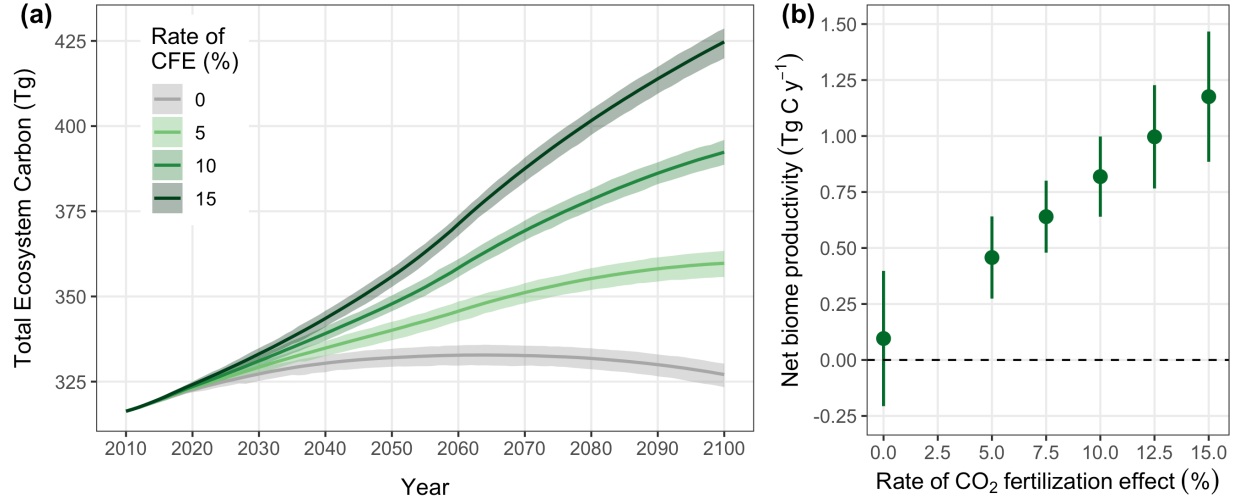 (a)
Total Ecosystem Carbon (Tg)
425
400
375
350
325
Rate of
CFE (%)
0
5
10
15
2010 2020 2030 2040 2050 2060 2070 2080 2090 2100
Year
(b)
Net biome productivity (Tg C y⁻¹)
1.50
1.25
1.00
0.75
0.50
0.25
0.00
-0.25
0.0 2.5 5.0 7.5 10.0 12.5 15.0
Rate of CO₂ fertilization effect (%)